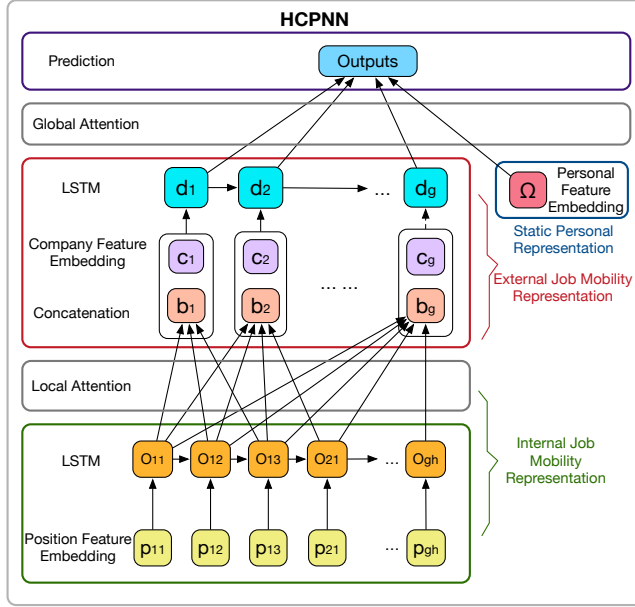 HCPNN
Prediction
Outputs
Global Attention
LSTM
d1
d2
...
dg
Ω
Personal
Feature
Embedding
Static Personal
Representation
Company Feature
Embedding
c1
c2
cg
... ...
External Job Mobility
Representation
Concatenation
b1
b2
bg
Local Attention
LSTM
O11
O12
O13
O21
...
Ogh
Internal Job
Mobility
Representation
Position Feature
Embedding
p11
p12
p13
p21
...
pgh